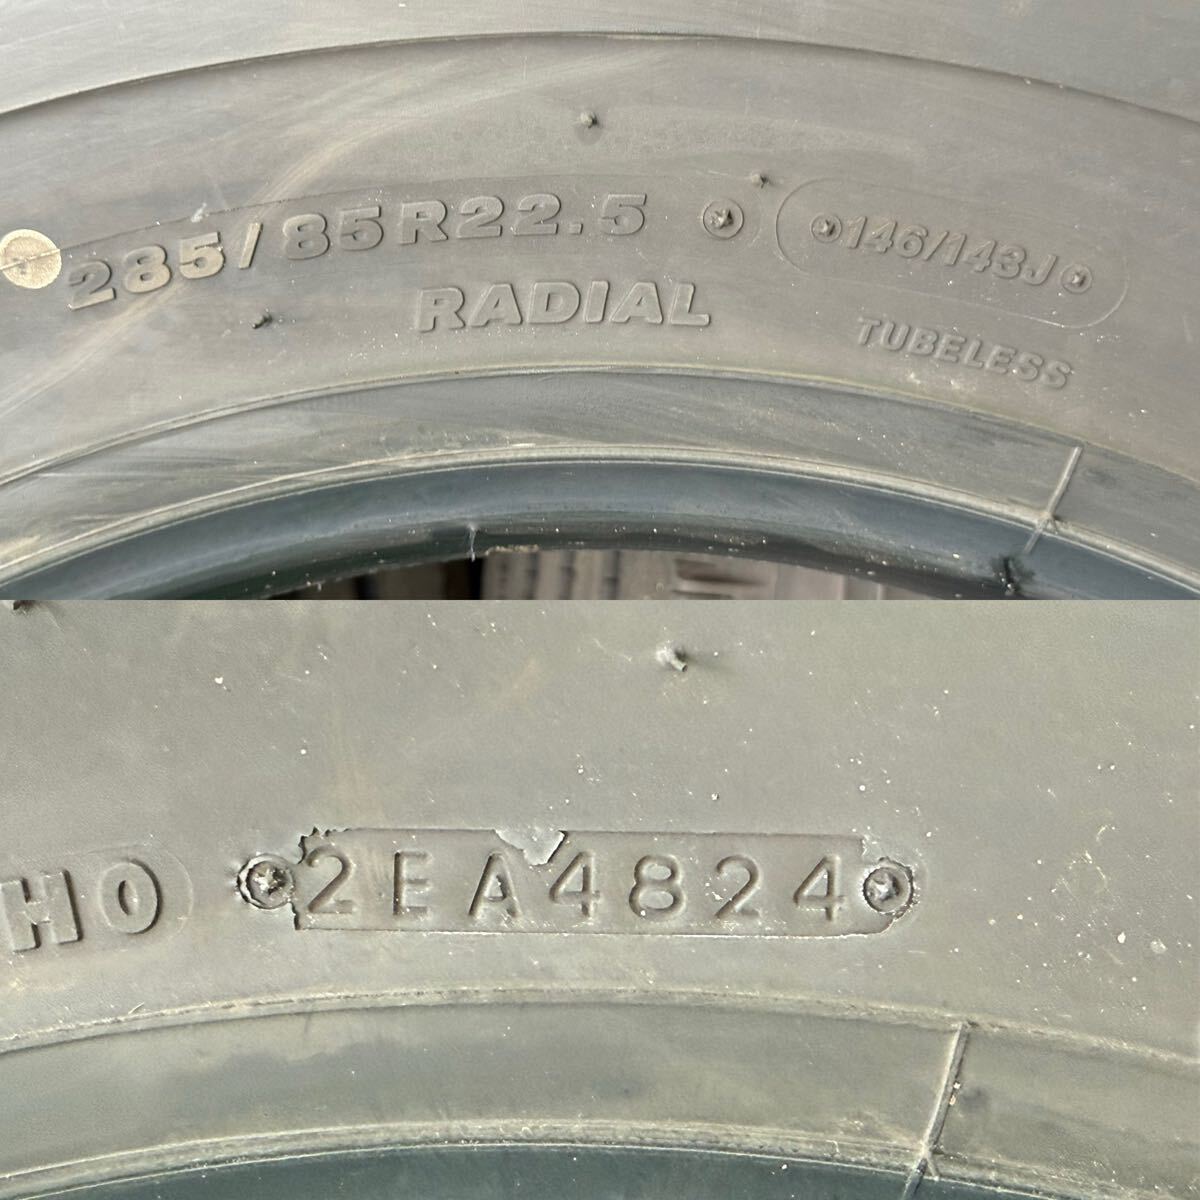 285/85R22.5 146/143J
RADIAL TUBELESS
HO 2EA4824